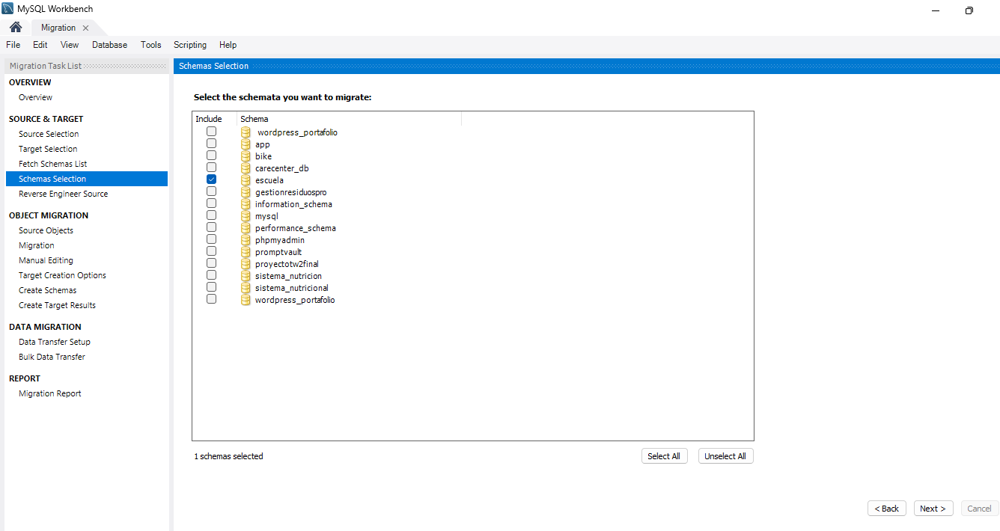 MySQL Workbench
Migration
File Edit View Database Tools Scripting Help
Migration Task List
OVERVIEW
Overview
SOURCE & TARGET
Source Selection
Target Selection
Fetch Schemas List
Schemas Selection
Reverse Engineer Source
OBJECT MIGRATION
Source Objects
Migration
Manual Editing
Target Creation Options
Create Schemas
Create Target Results
DATA MIGRATION
Data Transfer Setup
Bulk Data Transfer
REPORT
Migration Report
Schemas Selection
Select the schemata you want to migrate:
Include Schema
wordpress_portafolio
app
bike
carecenter_db
escuela
gestionresiduospro
information_schema
mysql
performance_schema
phpmyadmin
promptvault
proyectotw2final
sistema_nutricion
sistema_nutricional
wordpress_portafolio
1 schemas selected
Select All Unselect All
< Back Next > Cancel